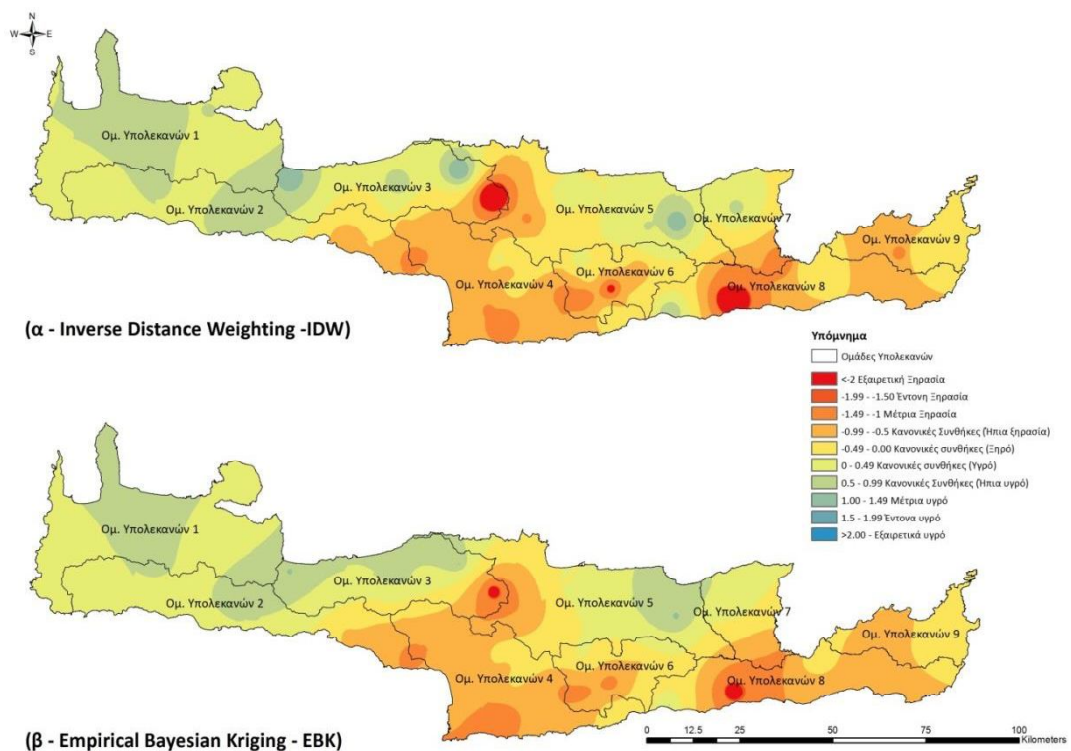 N
W E
S
Ομ. Υπολεκανών 1
Ομ. Υπολεκανών 2
Ομ. Υπολεκανών 3
Ομ. Υπολεκανών 5
Ομ. Υπολεκανών 7
Ομ. Υπολεκανών 9
Ομ. Υπολεκανών 6
Ομ. Υπολεκανών 4
Ομ. Υπολεκανών 8
(α - Inverse Distance Weighting -IDW)
Υπόμνημα
Ομάδες Υπολεκανών
<-2 Εξαιρετική Ξηρασία
-1.99 - -1.50 Έντονη Ξηρασία
-1.49 - -1 Μέτρια Ξηρασία
-0.99 - -0.5 Κανονικές Συνθήκες (Ήπια ξηρασία)
-0.49 - 0.00 Κανονικές συνθήκες (Ξηρό)
0 - 0.49 Κανονικές συνθήκες (Υγρό)
0.5 - 0.99 Κανονικές Συνθήκες (Ήπια υγρό)
1.00 - 1.49 Μέτρια υγρό
1.5 - 1.99 Έντονα υγρό
>2.00 - Εξαιρετικά υγρό
Ομ. Υπολεκανών 1
Ομ. Υπολεκανών 2
Ομ. Υπολεκανών 3
Ομ. Υπολεκανών 5
Ομ. Υπολεκανών 7
Ομ. Υπολεκανών 9
Ομ. Υπολεκανών 6
Ομ. Υπολεκανών 4
Ομ. Υπολεκανών 8
(β - Empirical Bayesian Kriging - EBK)
0 12.5 25 50 75 100
Kilometers